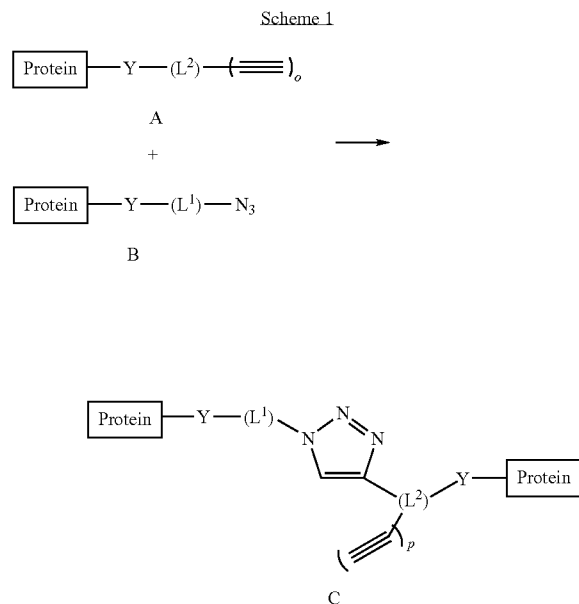 Scheme 1
Protein Y (L²) ( )o
A
+
Protein Y (L¹) N₃
B
Protein Y (L¹) N N N (L²) Y Protein
( )p
C